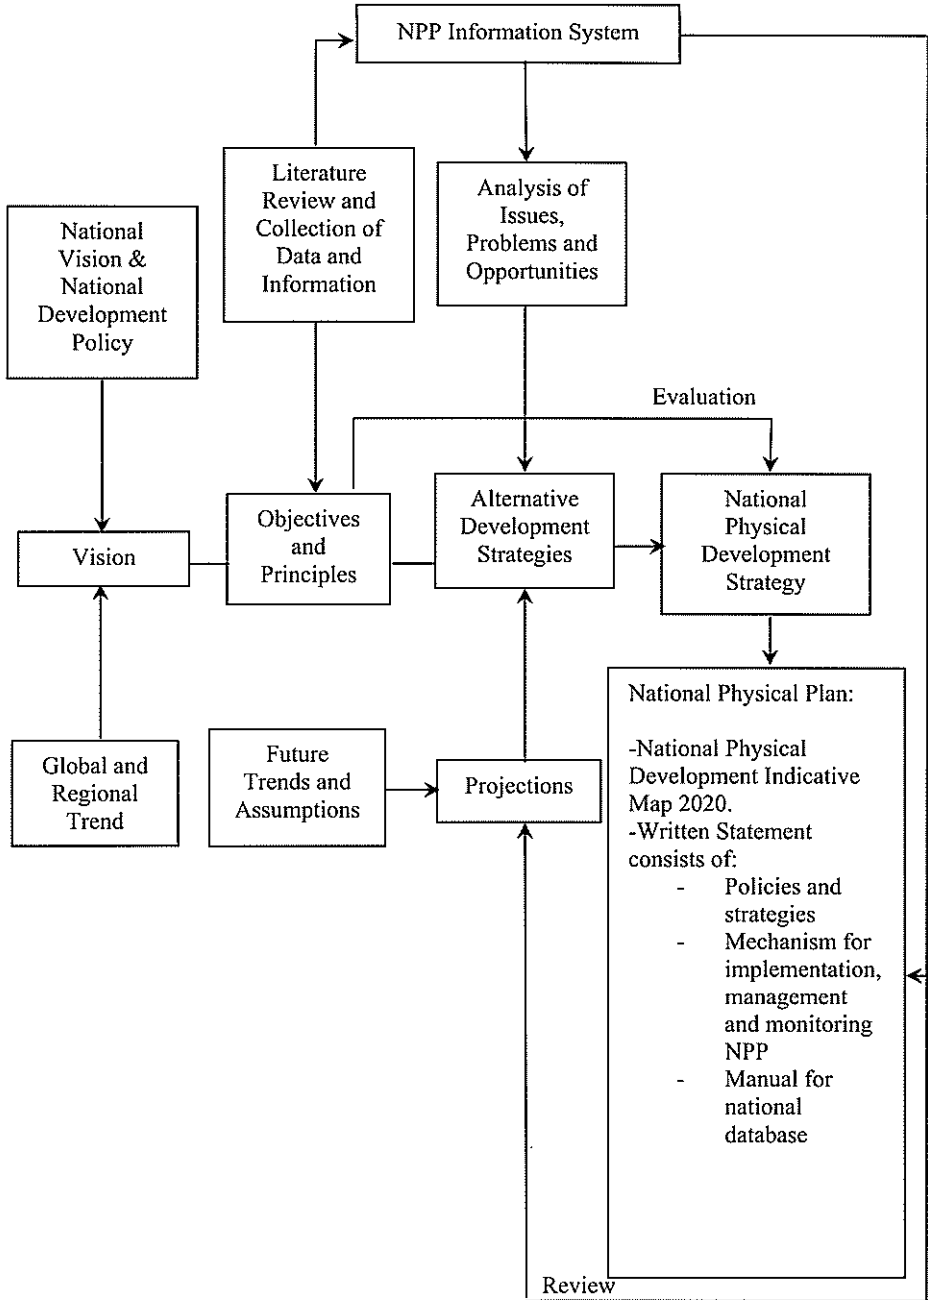 NPP Information System
Literature
Review and
Collection of
Data and
Information
Analysis of
Issues,
Problems and
Opportunities
National
Vision &
National
Development
Policy
Evaluation
Vision
Objectives
and
Principles
Alternative
Development
Strategies
National
Physical
Development
Strategy
Global and
Regional
Trend
Future
Trends and
Assumptions
Projections
National Physical Plan:
-National Physical
Development Indicative
Map 2020.
-Written Statement
consists of:
- Policies and
strategies
- Mechanism for
implementation,
management
and monitoring
NPP
- Manual for
national
database
Review